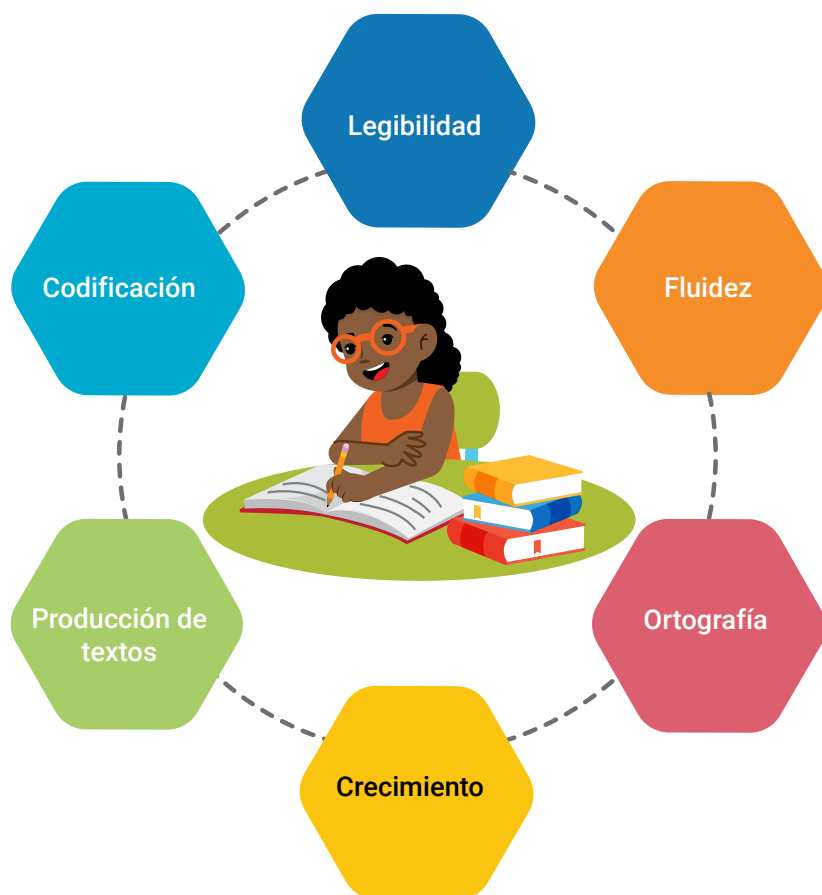 Legibilidad
Fluidez
Ortografía
Crecimiento
Producción de
textos
Codificación